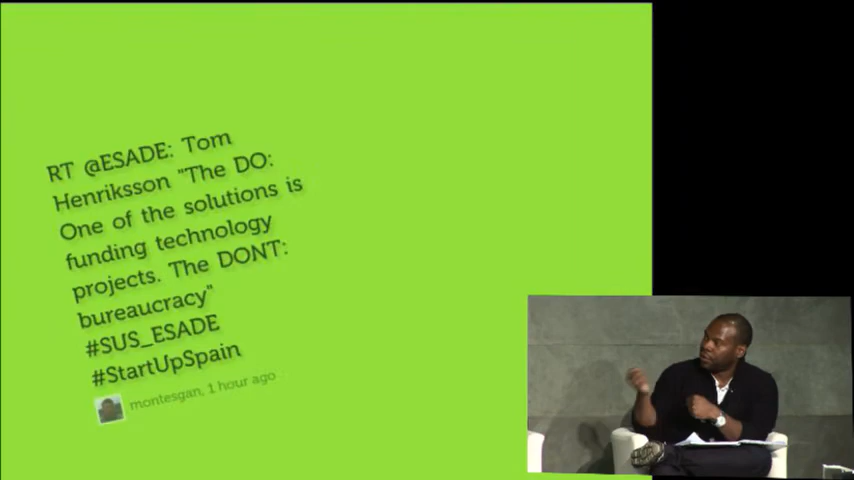 RT @ESADE: Tom
Henriksson "The DO:
One of the solutions is
funding technology
projects. The DONT:
bureaucracy"
#SUS_ESADE
#StartUpSpain
montesgan, 1 hour ago